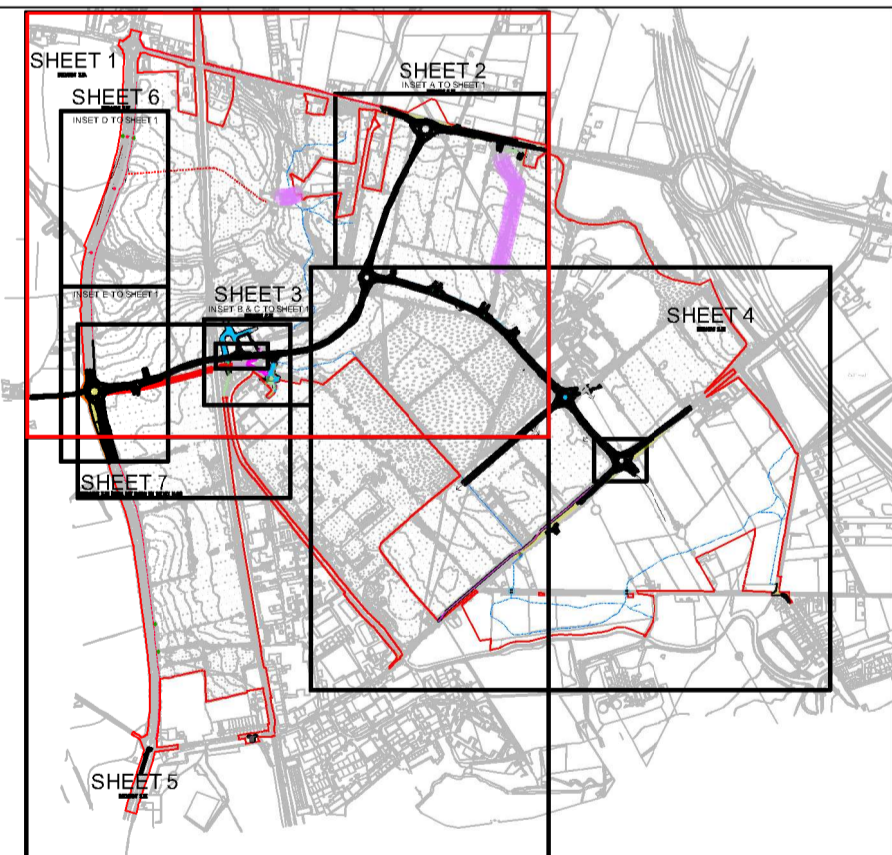 SHEET 1
SHEET 2
INSET A TO SHEET 1
SHEET 6
INSET D TO SHEET 1
INSET E TO SHEET 1
SHEET 3
INSET B & C TO SHEET 1
SHEET 4
SHEET 7
SHEET 5